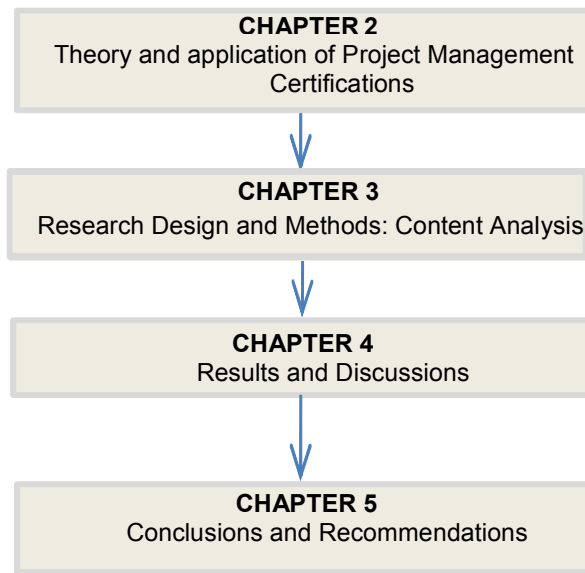 CHAPTER 2
Theory and application of Project Management
Certifications
CHAPTER 3
Research Design and Methods: Content Analysis
CHAPTER 4
Results and Discussions
CHAPTER 5
Conclusions and Recommendations